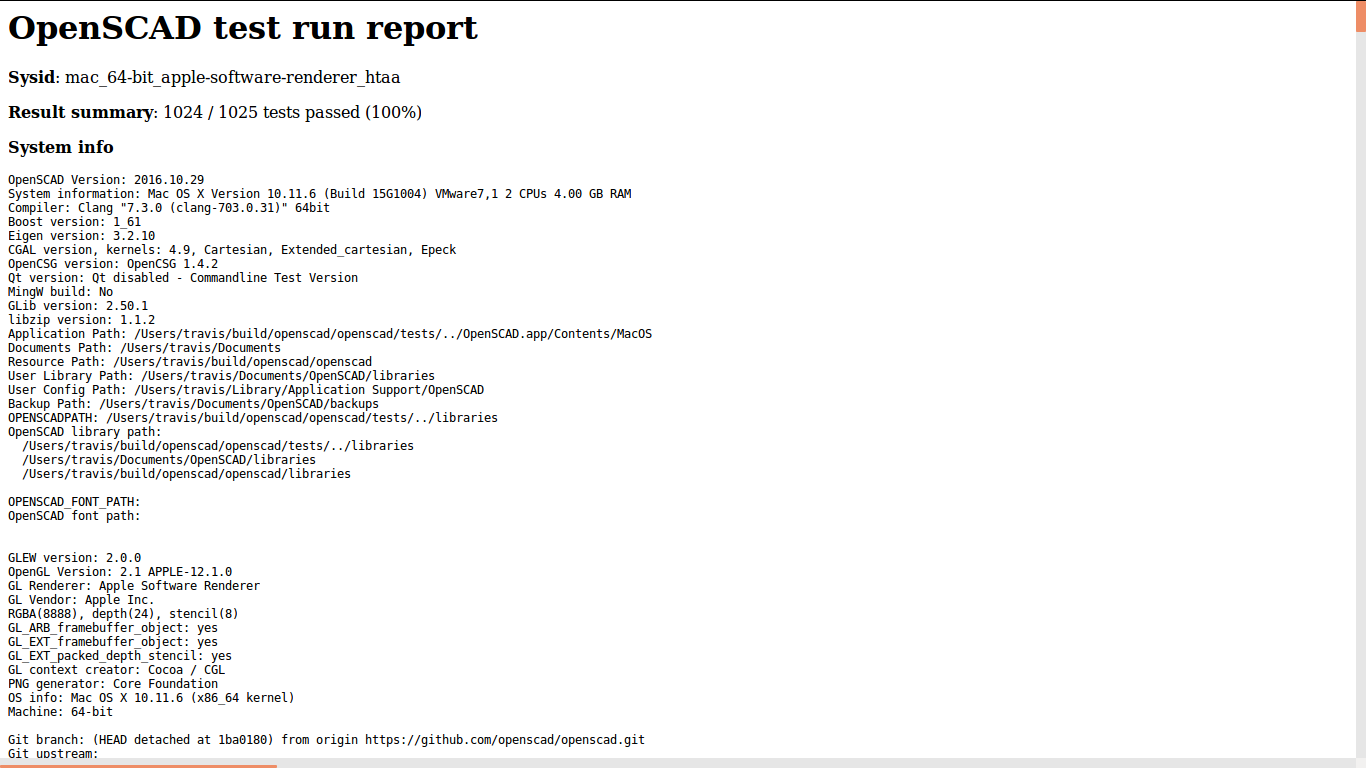 OpenSCAD test run report
Sysid: mac_64-bit_apple-software-renderer_htaa
Result summary: 1024 / 1025 tests passed (100%)
System info
OpenSCAD Version: 2016.10.29
System information: Mac OS X Version 10.11.6 (Build 15G1004) VMware7,1 2 CPUs 4.00 GB RAM
Compiler: Clang "7.3.0 (clang-703.0.31)" 64bit
Boost version: 1_61
Eigen version: 3.2.10
CGAL version, kernels: 4.9, Cartesian, Extended_cartesian, Epeck
OpenCSG version: OpenCSG 1.4.2
Qt version: Qt disabled - Commandline Test Version
MingW build: No
GLib version: 2.50.1
libzip version: 1.1.2
Application Path: /Users/travis/build/openscad/openscad/tests/../OpenSCAD.app/Contents/MacOS
Documents Path: /Users/travis/Documents
Resource Path: /Users/travis/build/openscad/openscad
User Library Path: /Users/travis/Documents/OpenSCAD/libraries
User Config Path: /Users/travis/Library/Application Support/OpenSCAD
Backup Path: /Users/travis/Documents/OpenSCAD/backups
OPENSCADPATH: /Users/travis/build/openscad/openscad/tests/../libraries
OpenSCAD library path:
  /Users/travis/build/openscad/openscad/tests/../libraries
  /Users/travis/Documents/OpenSCAD/libraries
  /Users/travis/build/openscad/openscad/libraries
OPENSCAD_FONT_PATH:
OpenSCAD font path:
GLEW version: 2.0.0
OpenGL Version: 2.1 APPLE-12.1.0
GL Renderer: Apple Software Renderer
GL Vendor: Apple Inc.
RGBA(8888), depth(24), stencil(8)
GL_ARB_framebuffer_object: yes
GL_EXT_framebuffer_object: yes
GL_EXT_packed_depth_stencil: yes
GL context creator: Cocoa / CGL
PNG generator: Core Foundation
OS info: Mac OS X 10.11.6 (x86_64 kernel)
Machine: 64-bit
Git branch: (HEAD detached at 1ba0180) from origin https://github.com/openscad/openscad.git
Git upstream: